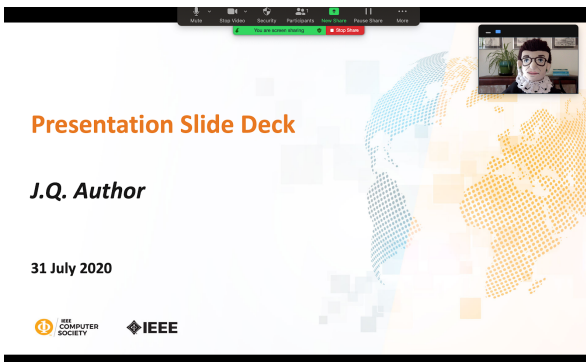 Mute
Stop Video
Security
Participants
1
New Share
Pause Share
More
You are screen sharing
Stop Share
Presentation Slide Deck
J.Q. Author
31 July 2020
IEEE
COMPUTER
SOCIETY
IEEE